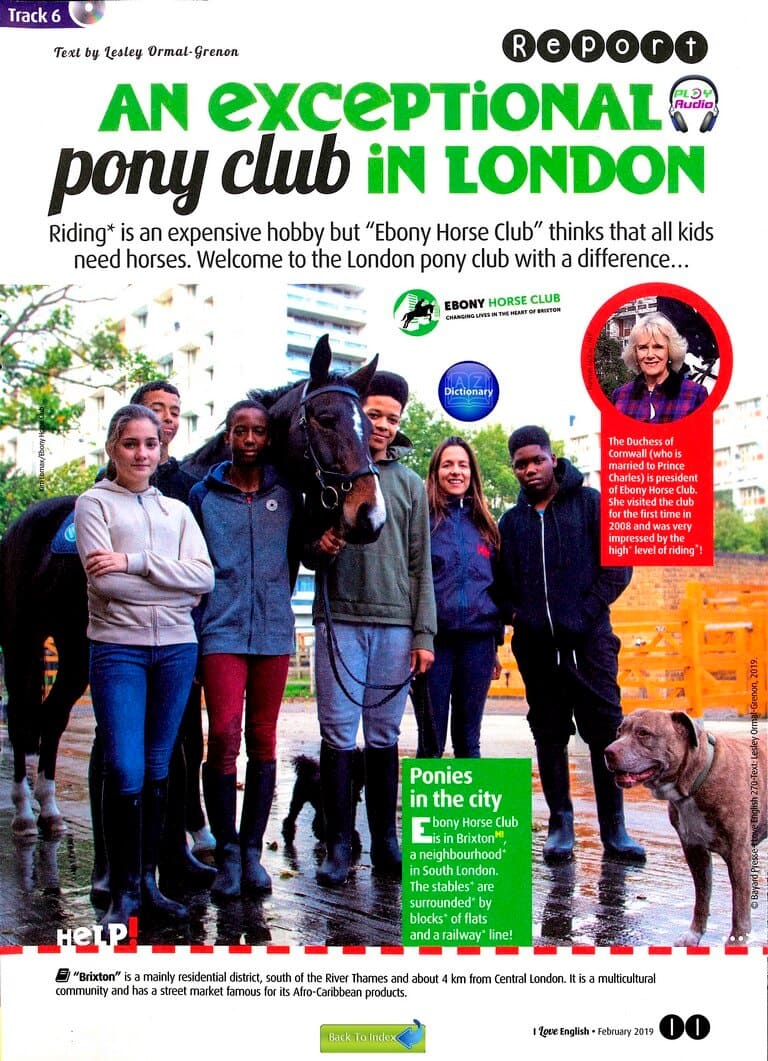 Track 6
Text by Lesley Ormal-Grenon
Report
AN EXCEPTIONAL
pony club IN LONDON
PLAY
Audio
Riding* is an expensive hobby but “Ebony Horse Club” thinks that all kids
need horses. Welcome to the London pony club with a difference...
EBONY HORSE CLUB
CHANGING LIVES IN THE HEART OF BRIXTON
AZ
Dictionary
The Duchess of
Cornwall (who is
married to Prince
Charles) is president
of Ebony Horse Club.
She visited the club
for the first time in
2008 and was very
impressed by the
high* level of riding*!
Ponies
in the city
Ebony Horse Club
is in BrixtonH!,
a neighbourhood*
in South London.
The stables* are
surrounded* by
blocks* of flats
and a railway* line!
© Bayard Presse-I Love English 270-Text: Lesley Ormal-Grenon, 2019.
HELP!
“Brixton” is a mainly residential district, south of the River Thames and about 4 km from Central London. It is a multicultural
community and has a street market famous for its Afro-Caribbean products.
Back To Index
I Love English • February 2019 11